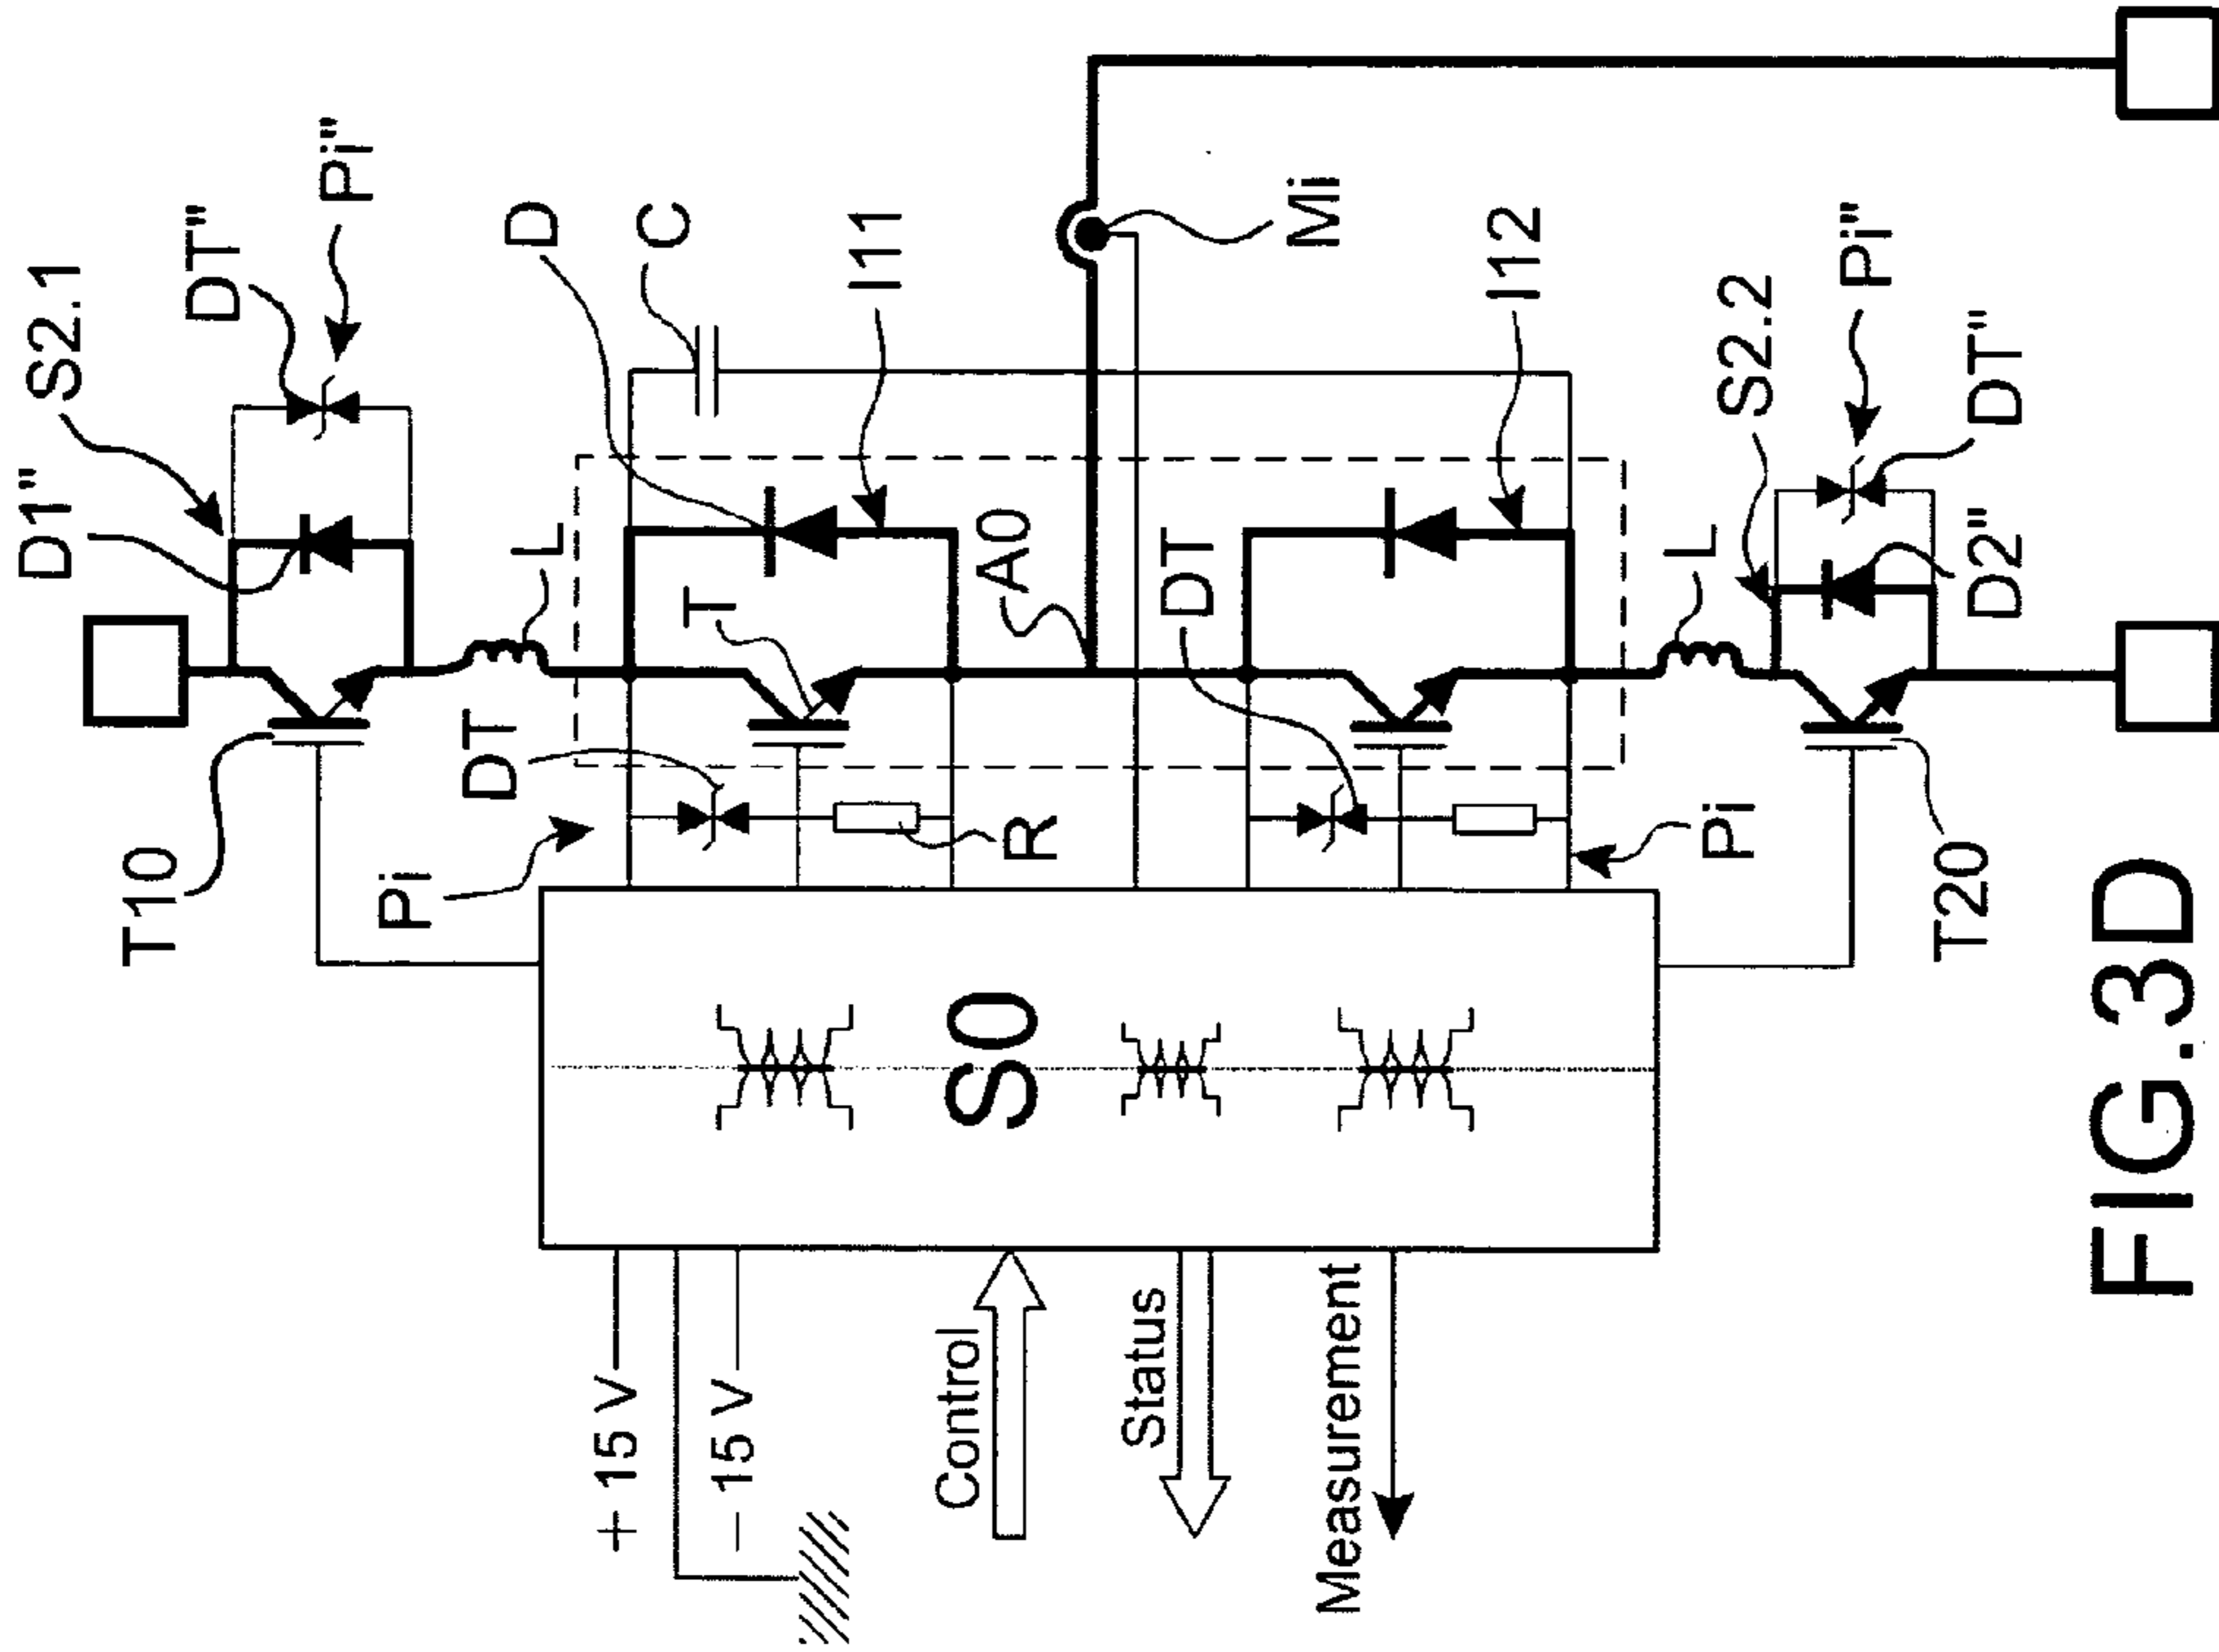 D1"
S2.1
DT"
Pi"
T10
L
D
C
DT
T
I11
Pi
R
A0
Mi
DT
I12
S0
+ 15 V
− 15 V
Control
Status
Measurement
Pi
L
S2.2
Pi"
T20
D2"
DT"
FIG.3D